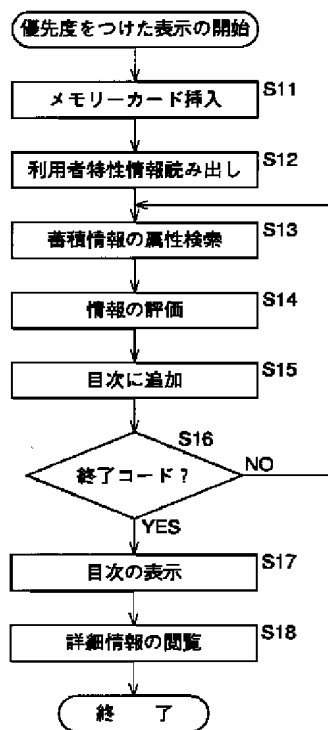 優先度をつけた表示の開始
メモリーカード挿入
S11
利用者特性情報読み出し
S12
蓄積情報の属性検索
S13
情報の評価
S14
目次に追加
S15
S16
終了コード？
NO
YES
目次の表示
S17
詳細情報の閲覧
S18
終　了